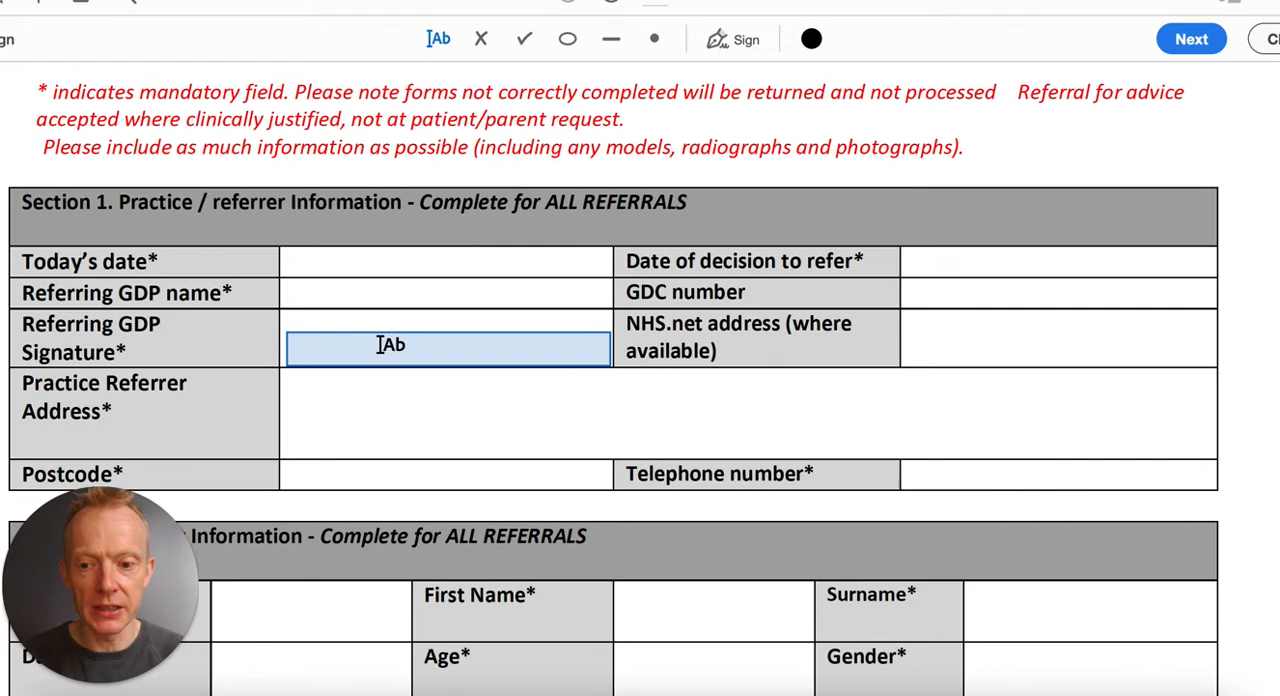 gn IAb Sign Next Cl
* indicates mandatory field. Please note forms not correctly completed will be returned and not processed Referral for advice
accepted where clinically justified, not at patient/parent request.
Please include as much information as possible (including any models, radiographs and photographs).
Section 1. Practice / referrer Information - Complete for ALL REFERRALS
Today’s date* Date of decision to refer*
Referring GDP name* GDC number
Referring GDP NHS.net address (where
Signature* Ab available)
Practice Referrer
Address*
Postcode* Telephone number*
Information - Complete for ALL REFERRALS
First Name* Surname*
Age* Gender*